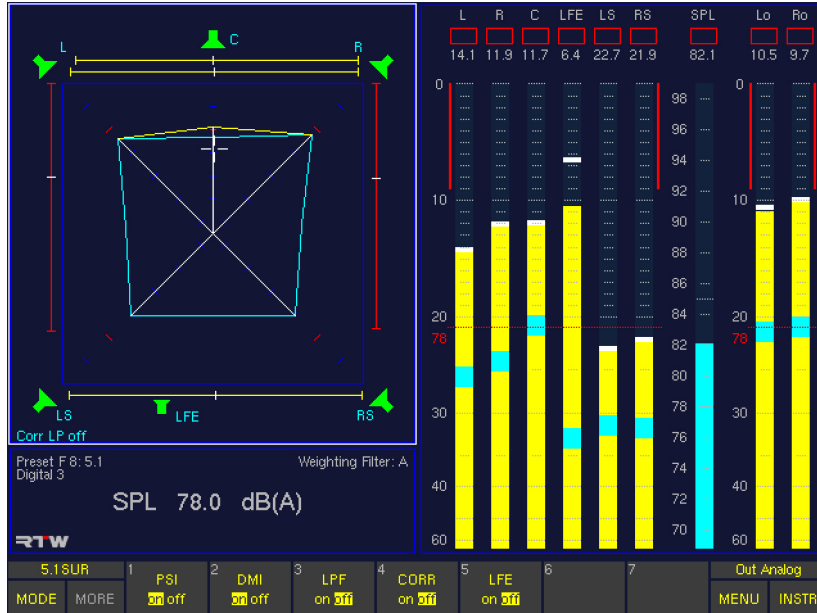 L R C LFE LS RS SPL Lo Ro
14.1 11.9 11.7 6.4 22.7 21.9 82.1 10.5 9.7
L C R
0 98 0
96
94
92
10 90 10
88
86
84
20 20
78 82 78
80
30 78 30
76
74
40 72 40
70
60 60
LS LFE RS
Corr LP off
Preset F 8: 5.1 Weighting Filter: A
Digital 3
SPL 78.0 dB(A)
RTW
5.1SUR 1 PSI 2 DMI 3 LPF 4 CORR 5 LFE 6 7 Out Analog
MODE MORE on off on off on off on off on off MENU INSTR